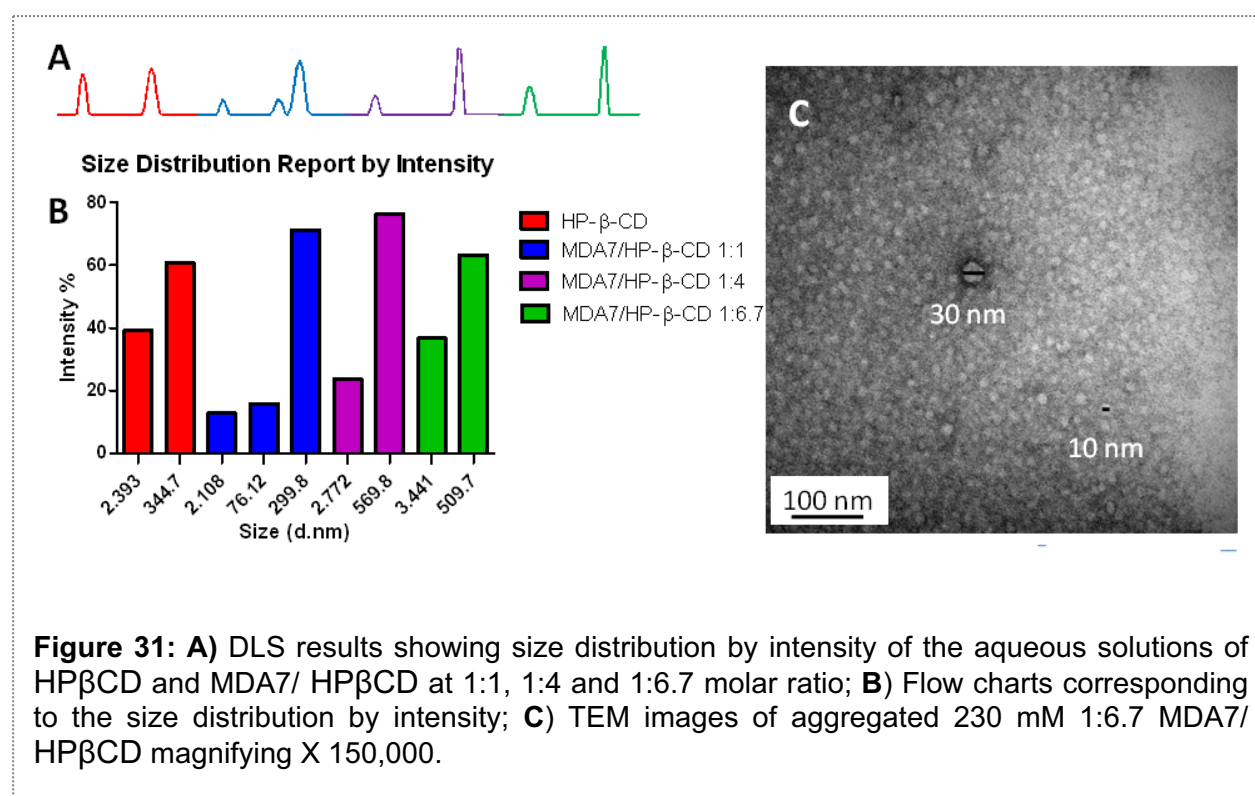 A
Size Distribution Report by Intensity
B
80
60
40
20
0
Intensity %
2.393
344.7
2.108
76.12
299.8
2.772
569.8
3.441
509.7
Size (d.nm)
HP-β-CD
MDA7/HP-β-CD 1:1
MDA7/HP-β-CD 1:4
MDA7/HP-β-CD 1:6.7
C
30 nm
10 nm
100 nm
Figure 31: A) DLS results showing size distribution by intensity of the aqueous solutions of
HPβCD and MDA7/ HPβCD at 1:1, 1:4 and 1:6.7 molar ratio; B) Flow charts corresponding
to the size distribution by intensity; C) TEM images of aggregated 230 mM 1:6.7 MDA7/
HPβCD magnifying X 150,000.